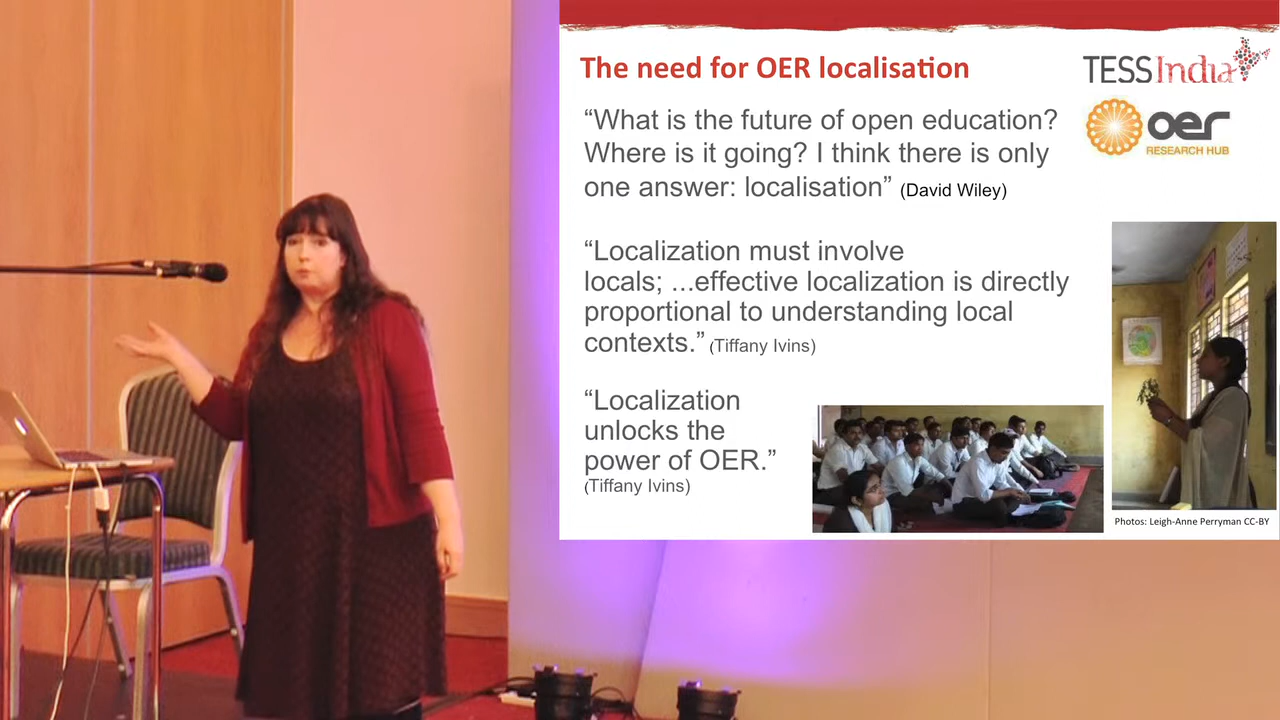 The need for OER localisation
TESSIndia
oer
RESEARCH HUB
“What is the future of open education?
Where is it going? I think there is only
one answer: localisation” (David Wiley)
“Localization must involve
locals; ...effective localization is directly
proportional to understanding local
contexts.” (Tiffany Ivins)
“Localization
unlocks the
power of OER.”
(Tiffany Ivins)
Photos: Leigh-Anne Perryman CC-BY